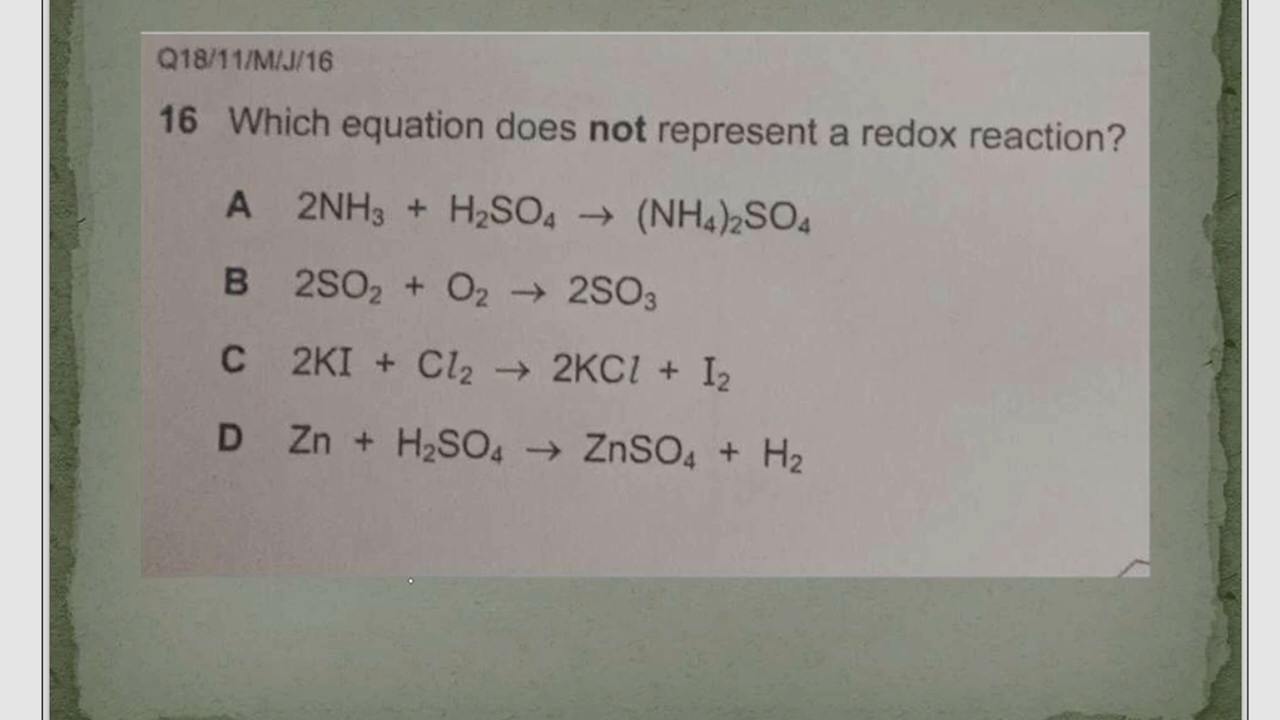 Q18/11/M/J/16
16 Which equation does not represent a redox reaction?
A 2NH₃ + H₂SO₄ → (NH₄)₂SO₄
B 2SO₂ + O₂ → 2SO₃
C 2KI + Cl₂ → 2KCl + I₂
D Zn + H₂SO₄ → ZnSO₄ + H₂